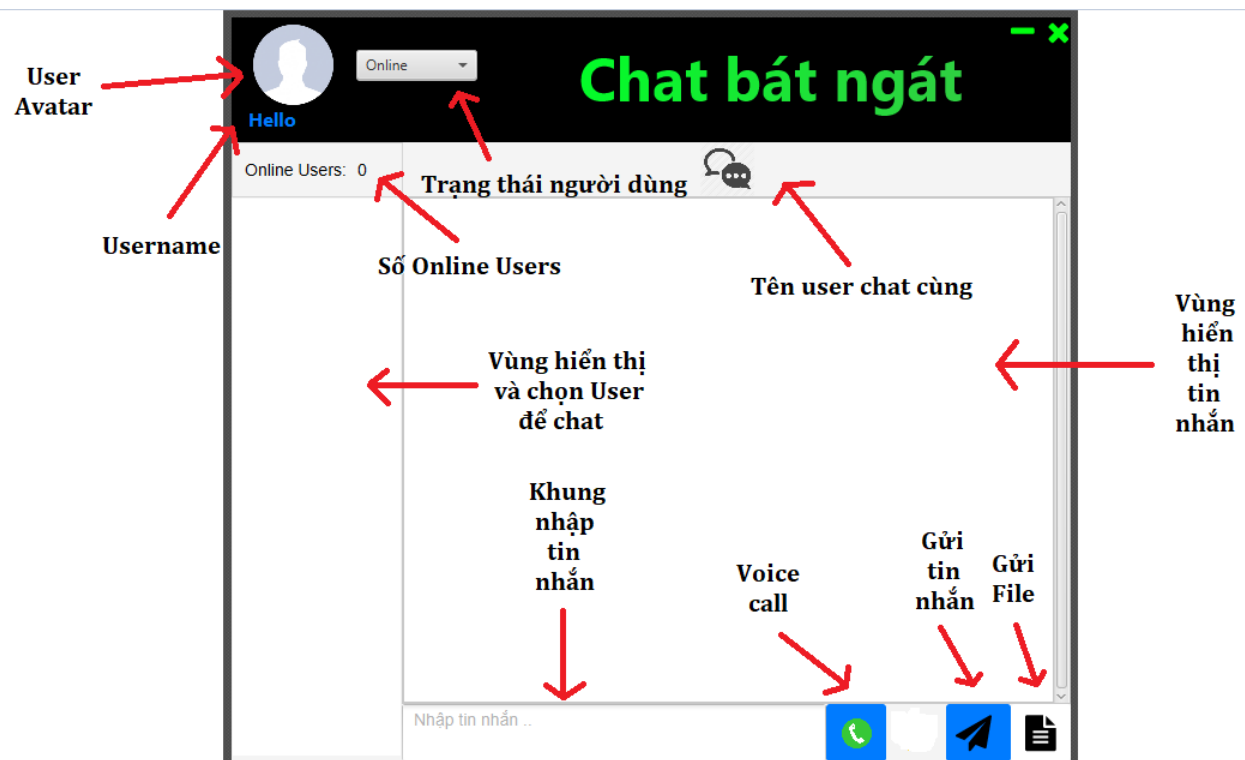 User
Avatar
Online
Chat bát ngát
Hello
Online Users: 0
Trạng thái người dùng
Username
Số Online Users
Tên user chat cùng
Vùng
hiển
thị
tin
nhắn
Vùng hiển thị
và chọn User
để chat
Khung
nhập
tin
nhắn
Voice
call
Gửi
tin
nhắn
Gửi
File
Nhập tin nhắn ..